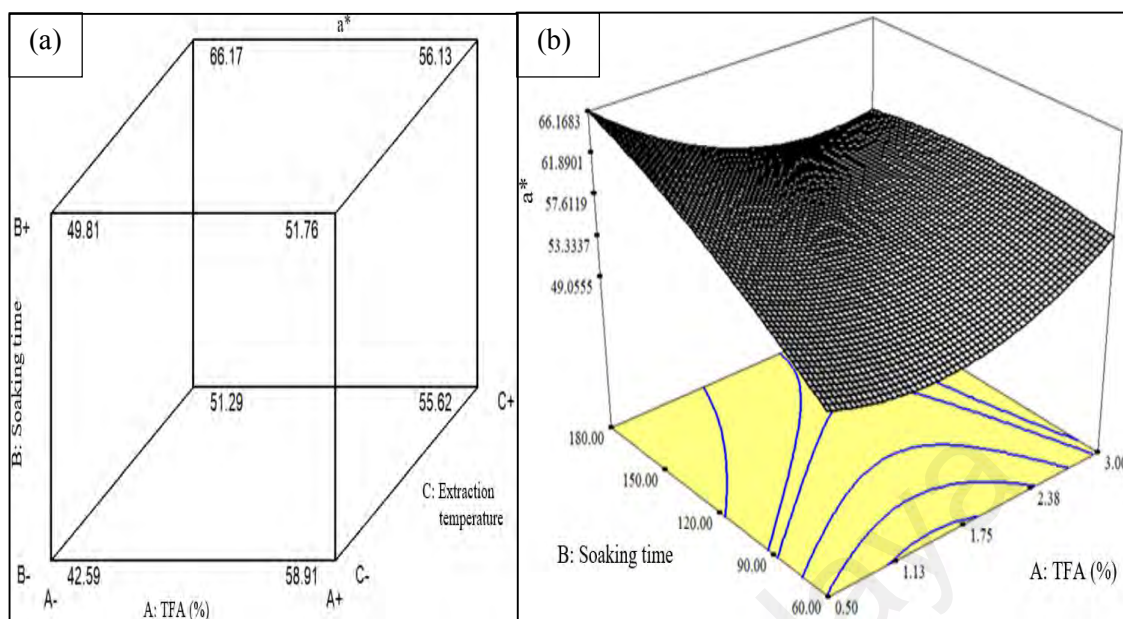 (a)
a*
66.17
56.13
B+
49.81
51.76
B: Soaking time
51.29
55.62
C+
C: Extraction
temperature
B-
42.59
58.91
C-
A-
A+
A: TFA (%)
(b)
66.1683
61.8901
57.6119
53.3337
49.0555
a*
180.00
150.00
120.00
90.00
60.00
0.50
1.13
1.75
2.38
3.00
B: Soaking time
A: TFA (%)